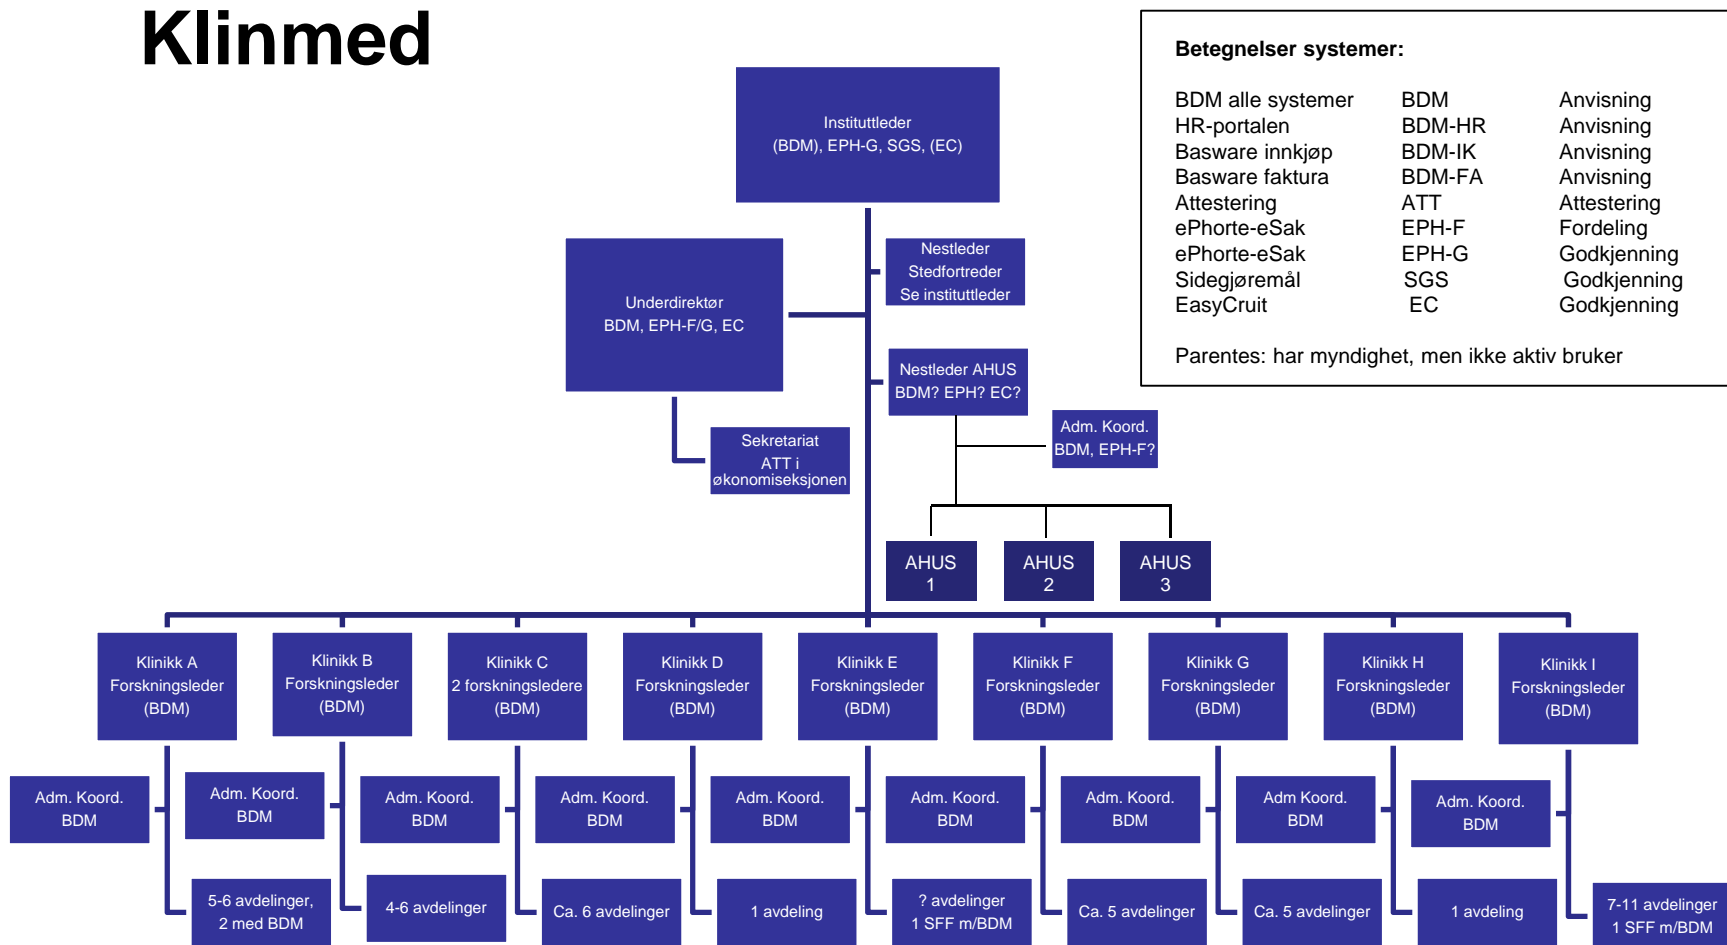 Klinmed
Betegnelser systemer:
BDM alle systemer BDM Anvisning
HR-portalen BDM-HR Anvisning
Basware innkjøp BDM-IK Anvisning
Basware faktura BDM-FA Anvisning
Attestering ATT Attestering
ePhorte-eSak EPH-F Fordeling
ePhorte-eSak EPH-G Godkjenning
Sidegjøremål SGS Godkjenning
EasyCruit EC Godkjenning
Parentes: har myndighet, men ikke aktiv bruker
Instituttleder
(BDM), EPH-G, SGS, (EC)
Nestleder
Stedfortreder
Se instituttleder
Underdirektør
BDM, EPH-F/G, EC
Nestleder AHUS
BDM? EPH? EC?
Adm. Koord.
BDM, EPH-F?
Sekretariat
ATT i
økonomiseksjonen
AHUS
1
AHUS
2
AHUS
3
Klinikk A
Forskningsleder
(BDM)
Klinikk B
Forskningsleder
(BDM)
Klinikk C
2 forskningsledere
(BDM)
Klinikk D
Forskningsleder
(BDM)
Klinikk E
Forskningsleder
(BDM)
Klinikk F
Forskningsleder
(BDM)
Klinikk G
Forskningsleder
(BDM)
Klinikk H
Forskningsleder
(BDM)
Klinikk I
Forskningsleder
(BDM)
Adm. Koord.
BDM
Adm. Koord.
BDM
Adm. Koord.
BDM
Adm. Koord.
BDM
Adm. Koord.
BDM
Adm. Koord.
BDM
Adm. Koord.
BDM
Adm Koord.
BDM
Adm. Koord.
BDM
5-6 avdelinger,
2 med BDM
4-6 avdelinger
Ca. 6 avdelinger
1 avdeling
? avdelinger
1 SFF m/BDM
Ca. 5 avdelinger
Ca. 5 avdelinger
1 avdeling
7-11 avdelinger
1 SFF m/BDM